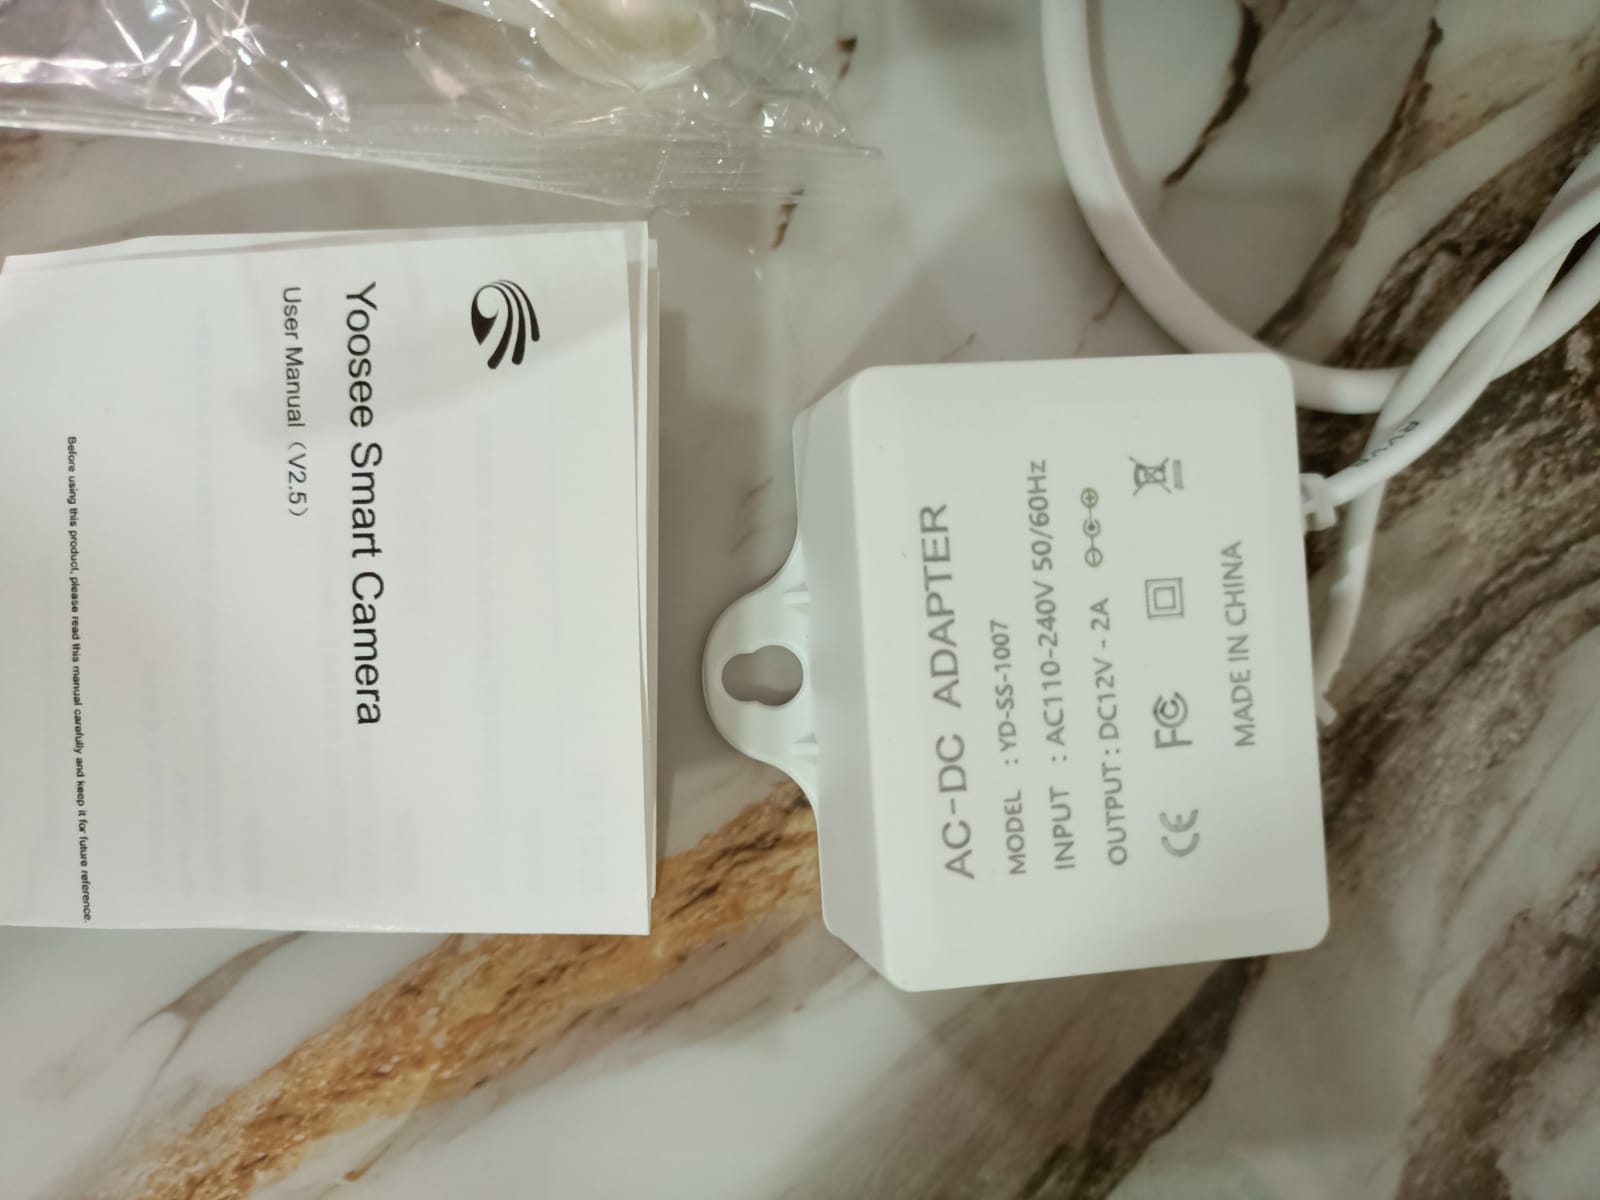 Yoosee Smart Camera
User Manual（V2.5）
Before using this product, please read this manual carefully and keep it for future reference.
AC-DC ADAPTER
MODEL : YD-SS-1007
INPUT : AC110-240V 50/60Hz
OUTPUT : DC12V - 2A
CE FC
MADE IN CHINA